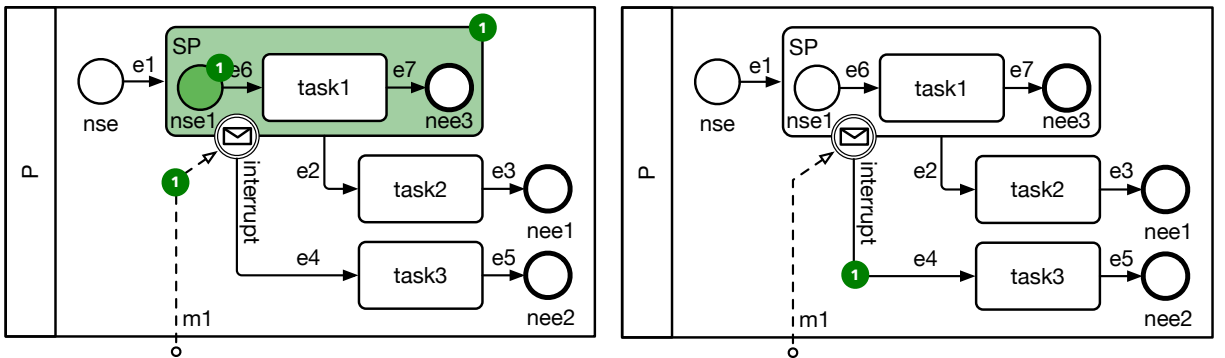 P
SP
1
e1
1
e6
task1
e7
nse
nse1
nee3
1
interrupt
e2
task2
e3
nee1
e4
task3
e5
nee2
m1
P
SP
e1
e6
task1
e7
nse
nse1
nee3
interrupt
e2
task2
e3
nee1
1
e4
task3
e5
nee2
m1